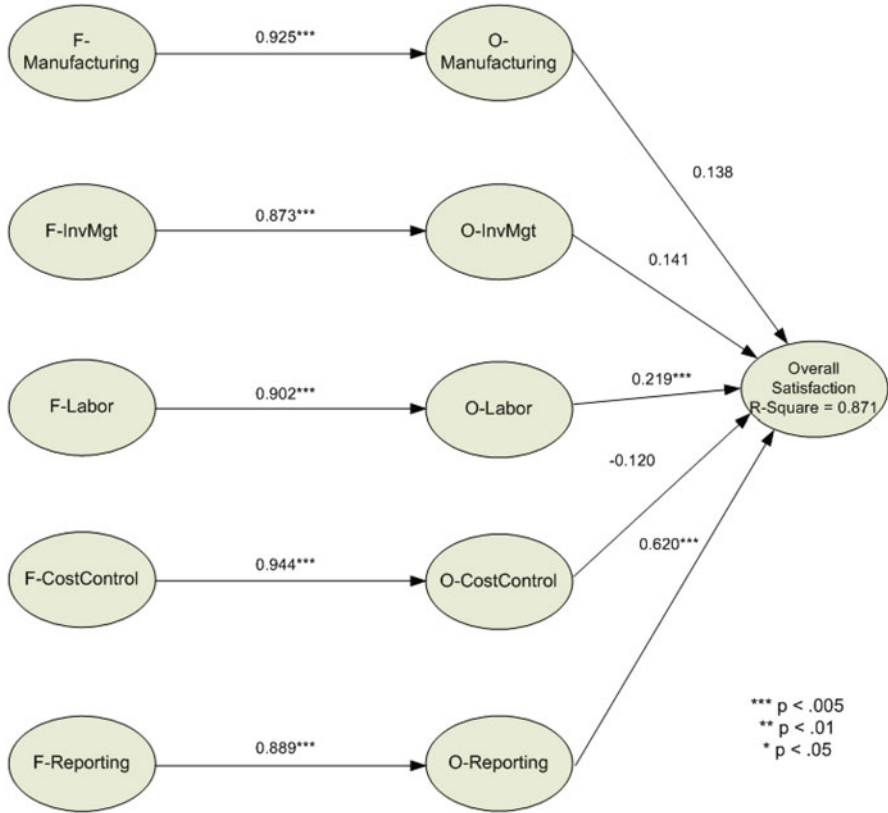 F-
Manufacturing
0.925***
O-
Manufacturing
0.138
F-InvMgt
0.873***
O-InvMgt
0.141
F-Labor
0.902***
O-Labor
0.219***
Overall
Satisfaction
R-Square = 0.871
-0.120
F-CostControl
0.944***
O-CostControl
0.620***
F-Reporting
0.889***
O-Reporting
*** p < .005
** p < .01
* p < .05